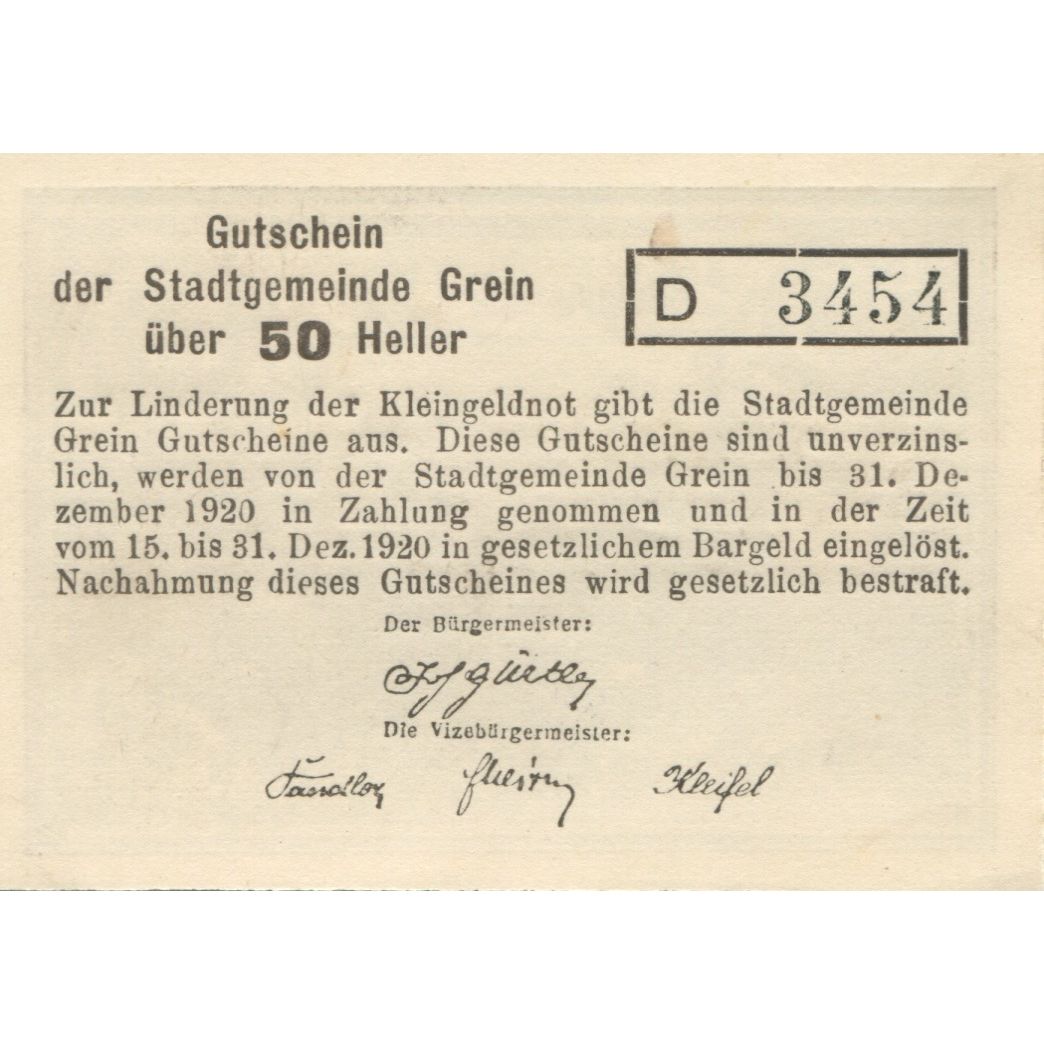 Gutschein
der Stadtgemeinde Grein
über 50 Heller
D 3454
Zur Linderung der Kleingeldnot gibt die Stadtgemeinde
Grein Gutscheine aus. Diese Gutscheine sind unverzins-
lich, werden von der Stadtgemeinde Grein bis 31. De-
zember 1920 in Zahlung genommen und in der Zeit
vom 15. bis 31. Dez. 1920 in gesetzlichem Bargeld eingelöst.
Nachahmung dieses Gutscheines wird gesetzlich bestraft.
Der Bürgermeister:
Die Vizebürgermeister: